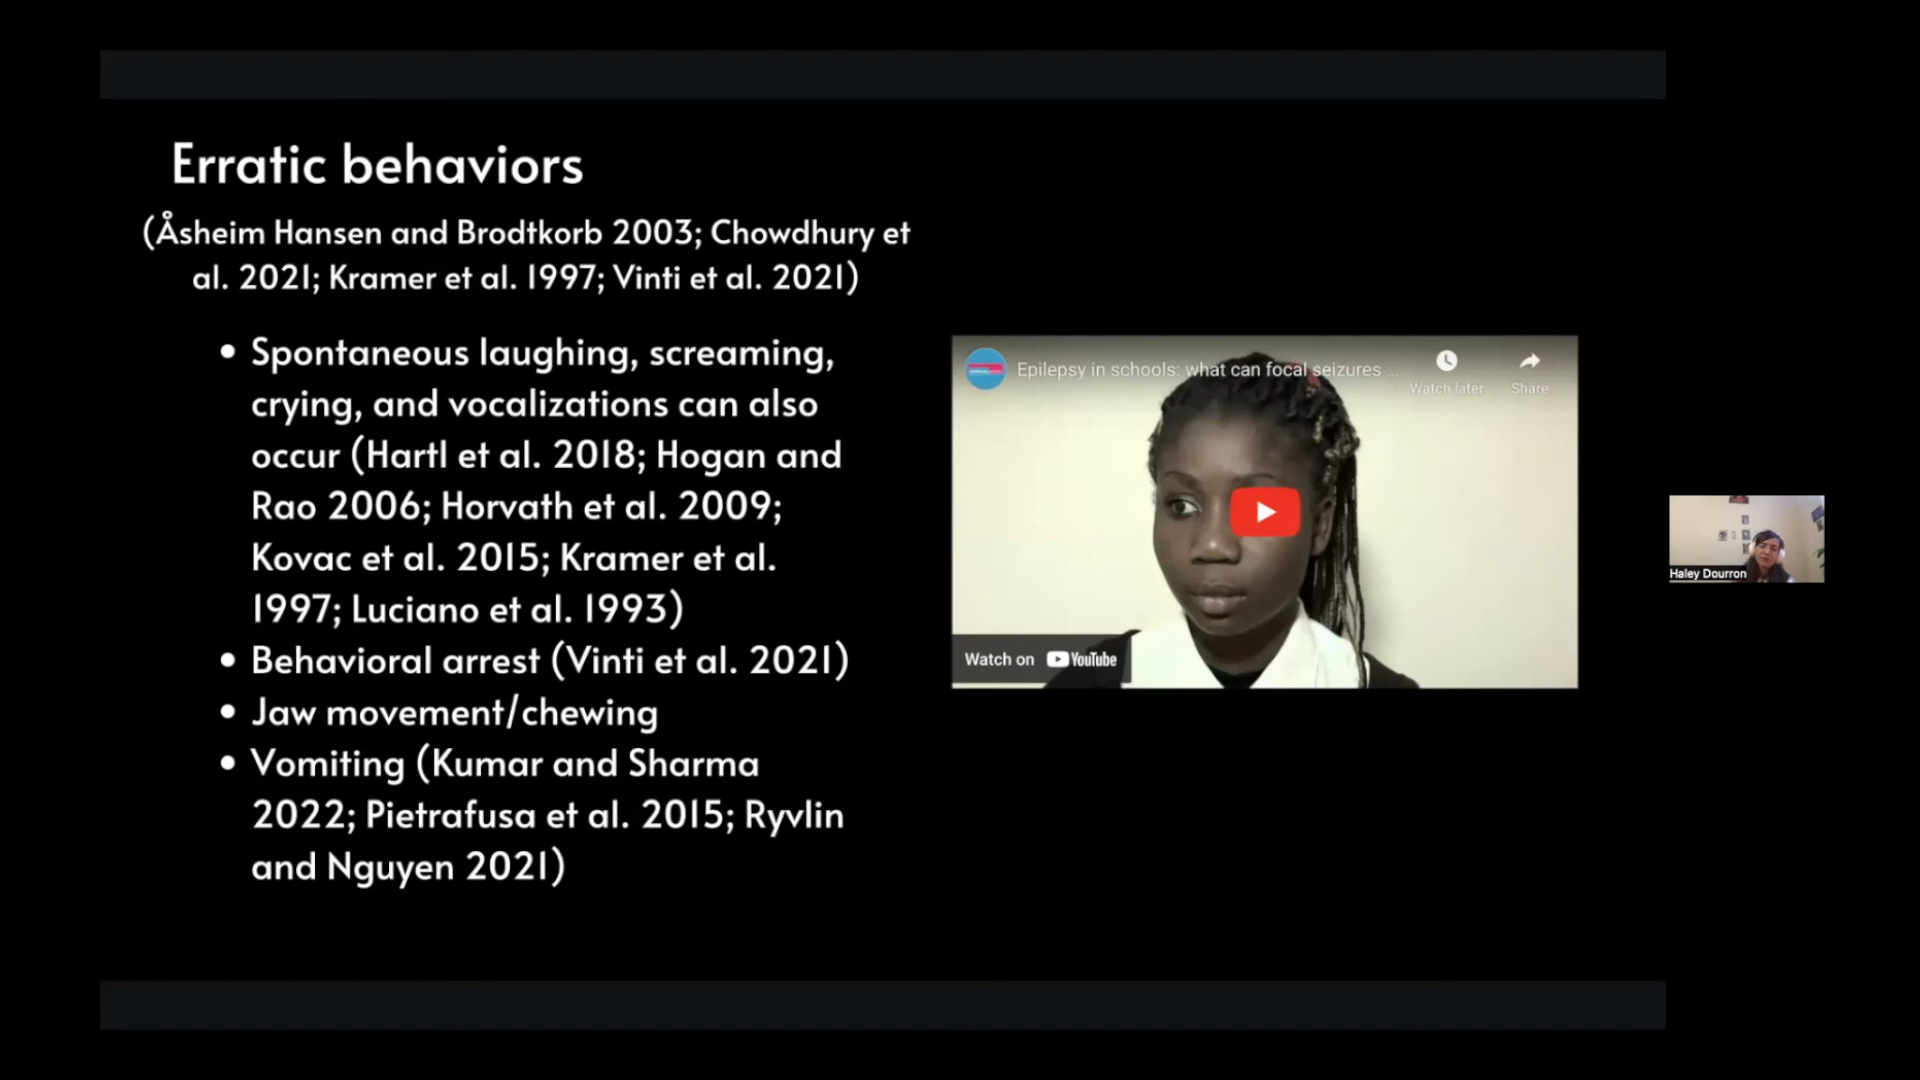 Erratic behaviors
(Åsheim Hansen and Brodtkorb 2003; Chowdhury et
al. 2021; Kramer et al. 1997; Vinti et al. 2021)
• Spontaneous laughing, screaming,
crying, and vocalizations can also
occur (Hartl et al. 2018; Hogan and
Rao 2006; Horvath et al. 2009;
Kovac et al. 2015; Kramer et al.
1997; Luciano et al. 1993)
• Behavioral arrest (Vinti et al. 2021)
• Jaw movement/chewing
• Vomiting (Kumar and Sharma
2022; Pietrafusa et al. 2015; Ryvlin
and Nguyen 2021)
Epilepsy in schools: what can focal seizures ...
Watch later
Share
Watch on YouTube
Haley Dourron